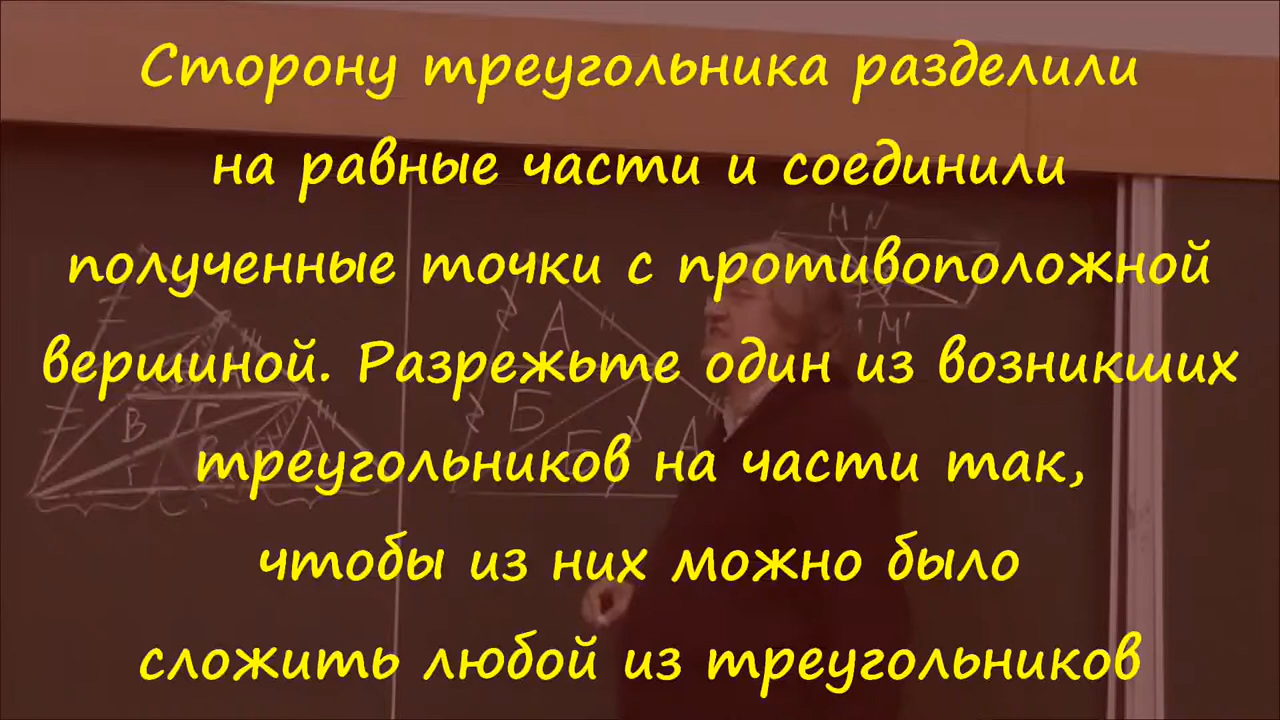 Сторону треугольника разделили
на равные части и соединили
полученные точки с противоположной
вершиной. Разрежьте один из возникших
треугольников на части так,
чтобы из них можно было
сложить любой из треугольников
M N
M'
А
Б
Б А
В Г
А
Г